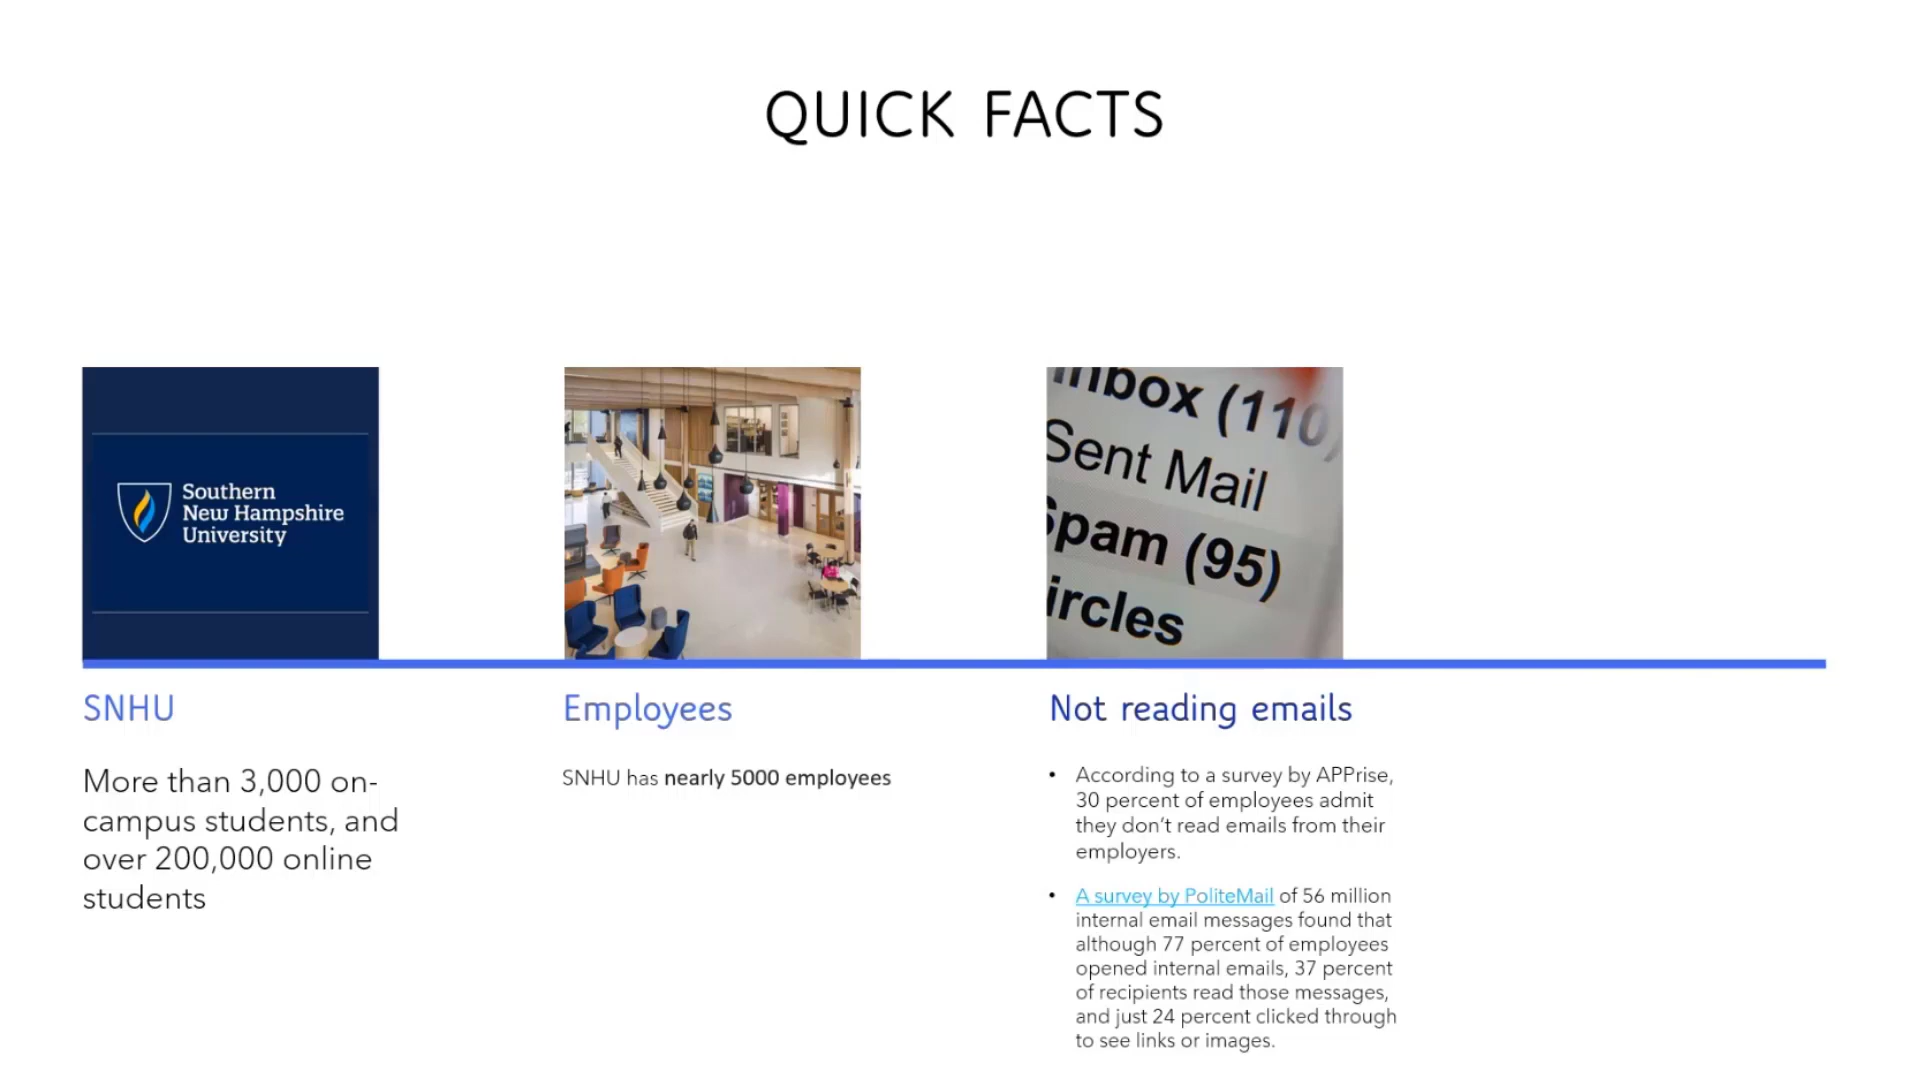 QUICK FACTS
Southern
New Hampshire
University
Inbox (110)
Sent Mail
Spam (95)
ircles
SNHU
More than 3,000 on-
campus students, and
over 200,000 online
students
Employees
SNHU has nearly 5000 employees
Not reading emails
• According to a survey by APPrise,
30 percent of employees admit
they don’t read emails from their
employers.
• A survey by PoliteMail of 56 million
internal email messages found that
although 77 percent of employees
opened internal emails, 37 percent
of recipients read those messages,
and just 24 percent clicked through
to see links or images.